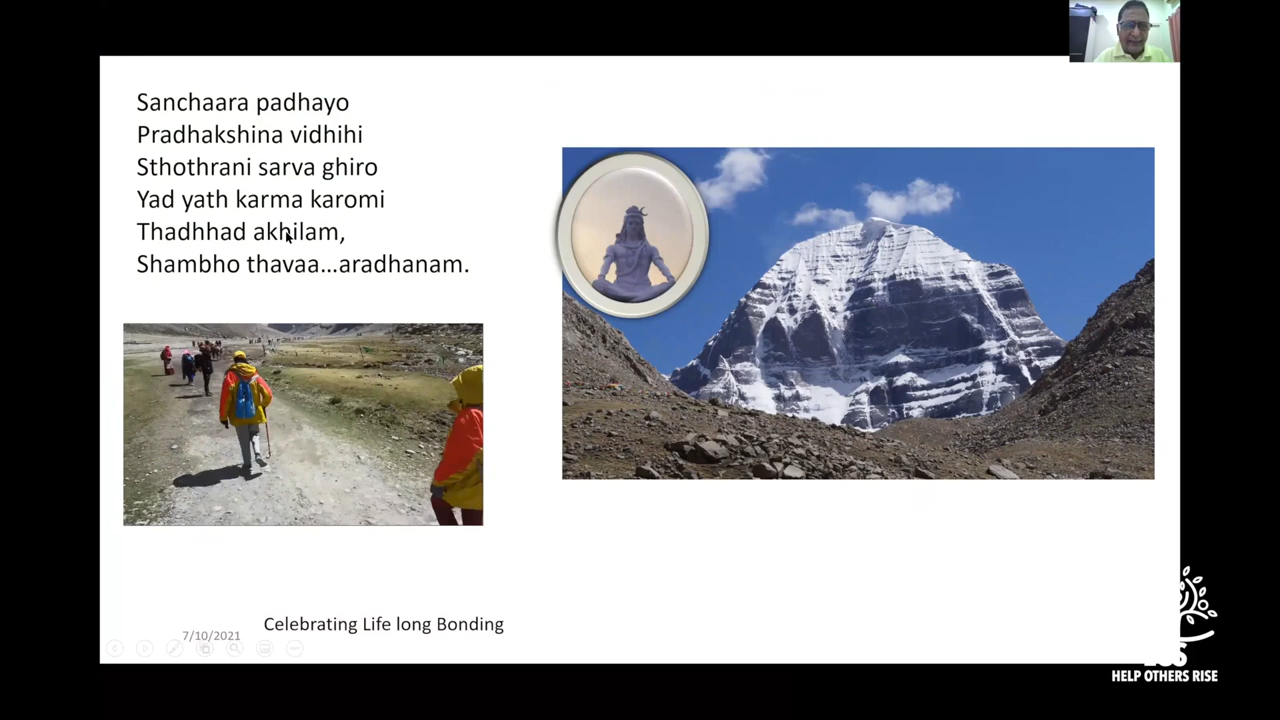 Sanchaara padhayo
Pradhakshina vidhihi
Sthothrani sarva ghiro
Yad yath karma karomi
Thadhhad akhilam,
Shambho thavaa...aradhanam.
Celebrating Life long Bonding
7/10/2021
HELP OTHERS RISE